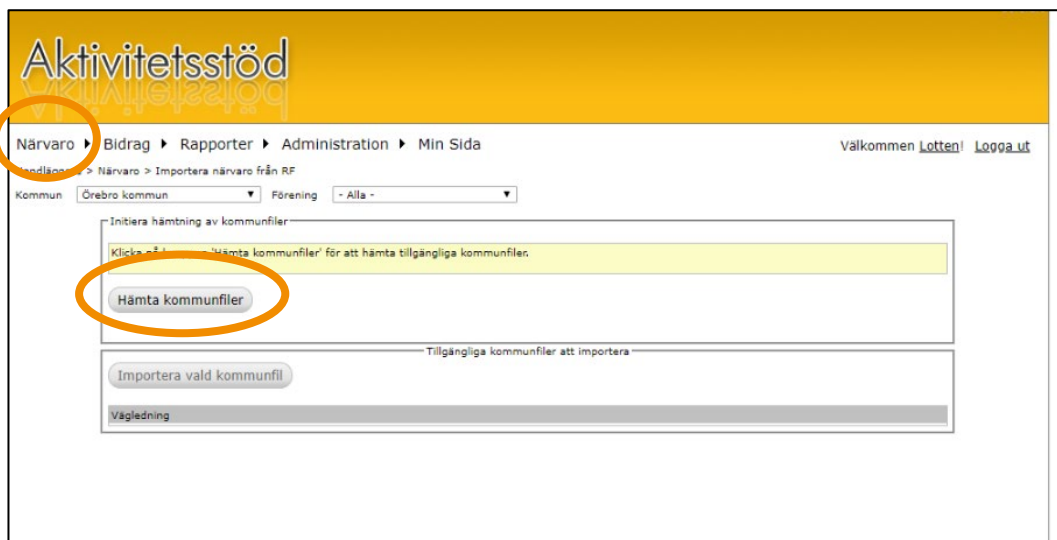 Aktivitetsstöd
Närvaro Bidrag Rapporter Administration Min Sida Välkommen Lotten! Logga ut
> Närvaro > Importera närvaro från RF
Kommun Örebro kommun Förening - Alla -
Initiera hämtning av kommunfiler
Klicka på 'Hämta kommunfiler' för att hämta tillgängliga kommunfiler.
Hämta kommunfiler
Tillgängliga kommunfiler att importera
Importera vald kommunfil
Vägledning